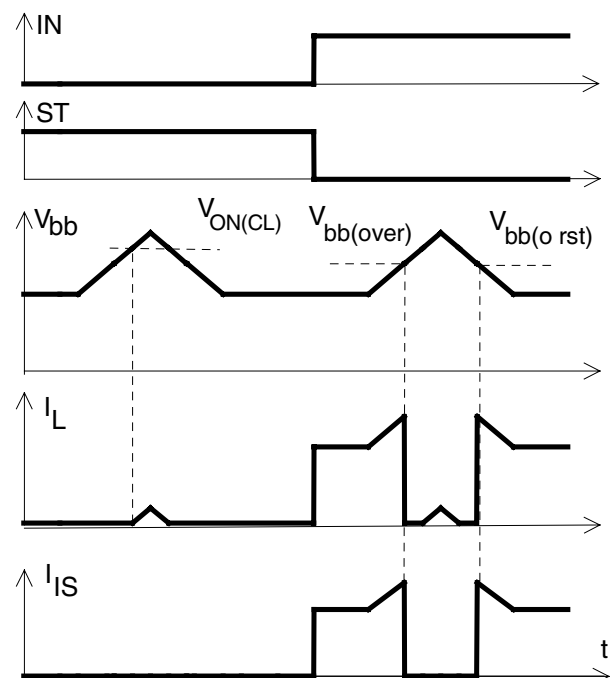 IN
ST
Vbb
VON(CL)
Vbb(over)
Vbb(o rst)
IL
IIS
t